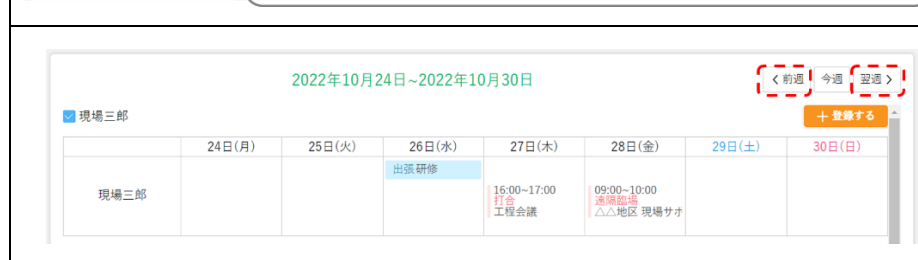 2022年10月24日~2022年10月30日
前週 今週 翌週
現場三郎
登録する
24日(月) 25日(火) 26日(水) 27日(木) 28日(金) 29日(土) 30日(日)
出張研修
現場三郎
16:00~17:00 09:00~10:00
打合 遠隔臨場
工程会議 △△地区 現場サポ